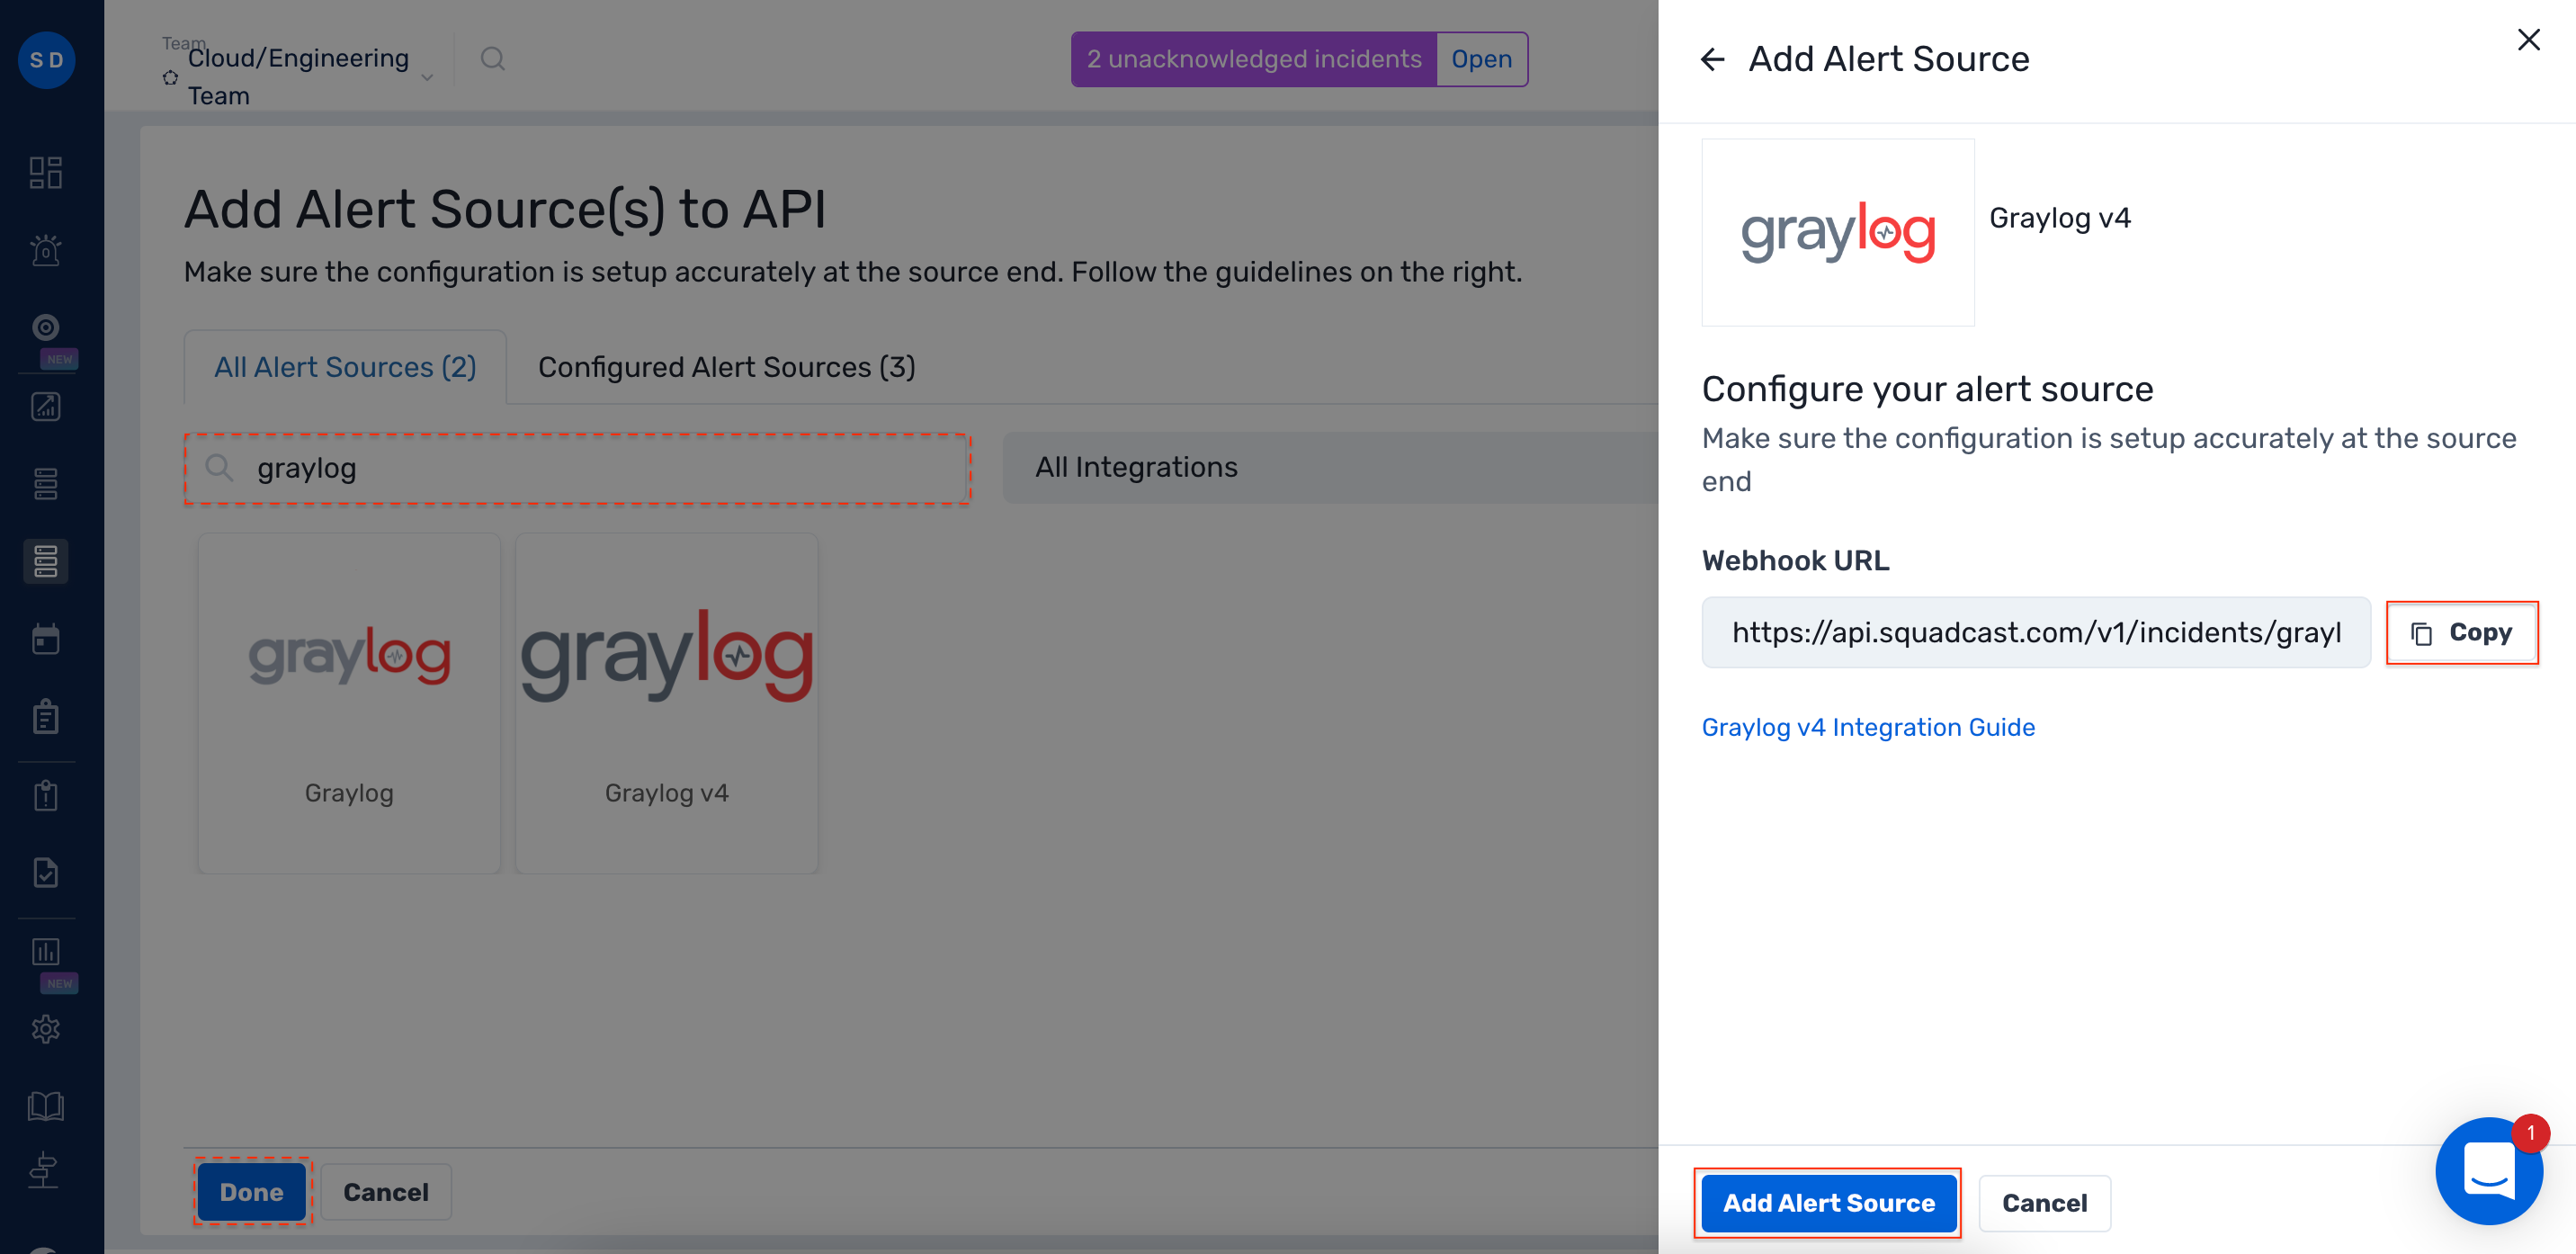 S D
Team
Cloud/Engineering
Team
2 unacknowledged incidents
Open
Add Alert Source(s) to API
Make sure the configuration is setup accurately at the source end. Follow the guidelines on the right.
All Alert Sources (2)
Configured Alert Sources (3)
graylog
All Integrations
graylog
Graylog
graylog
Graylog v4
Done
Cancel
NEW
NEW
Add Alert Source
graylog
Graylog v4
Configure your alert source
Make sure the configuration is setup accurately at the source
end
Webhook URL
https://api.squadcast.com/v1/incidents/grayl
Copy
Graylog v4 Integration Guide
Add Alert Source
Cancel
1